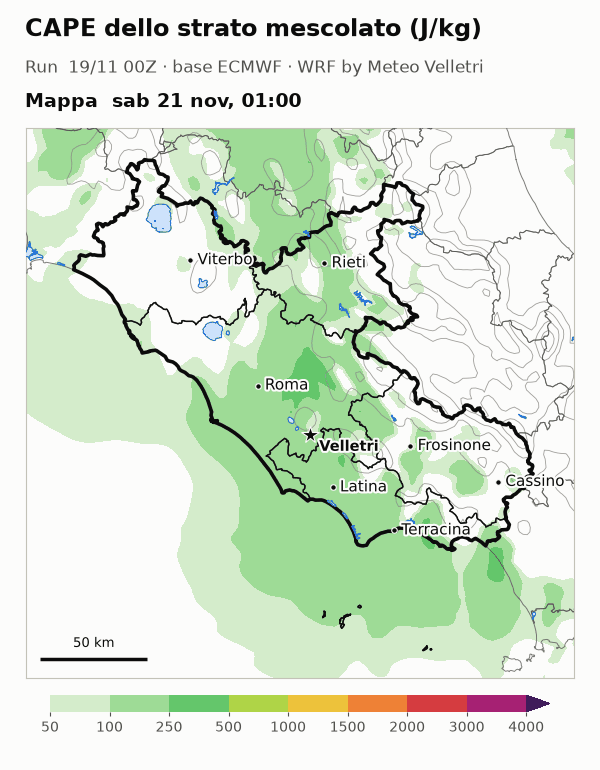 CAPE dello strato mescolato (J/kg)
Run 19/11 00Z · base ECMWF · WRF by Meteo Velletri
Mappa sab 21 nov, 01:00
Viterbo
Rieti
Roma
Velletri
Frosinone
Latina
Cassino
Terracina
50 km
50 100 250 500 1000 1500 2000 3000 4000